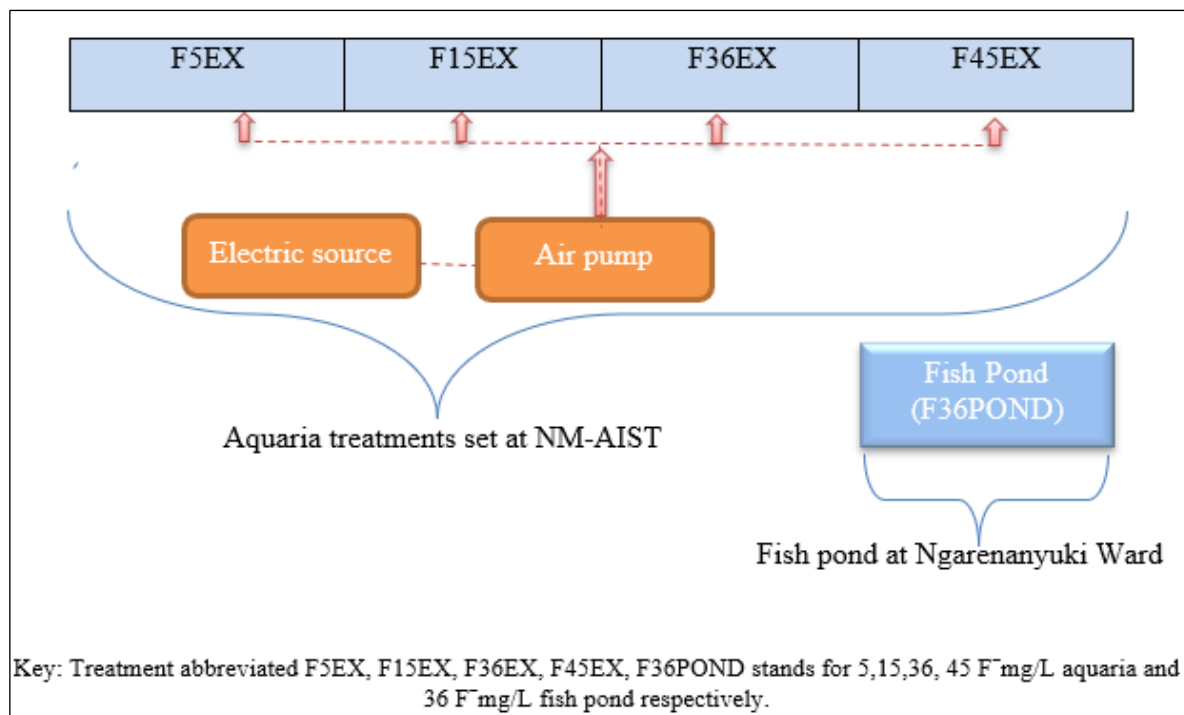 F5EX F15EX F36EX F45EX
Electric source Air pump
Fish Pond
(F36POND)
Aquaria treatments set at NM-AIST
Fish pond at Ngarenanyuki Ward
Key: Treatment abbreviated F5EX, F15EX, F36EX, F45EX, F36POND stands for 5,15,36, 45 F⁻mg/L aquaria and
36 F⁻mg/L fish pond respectively.